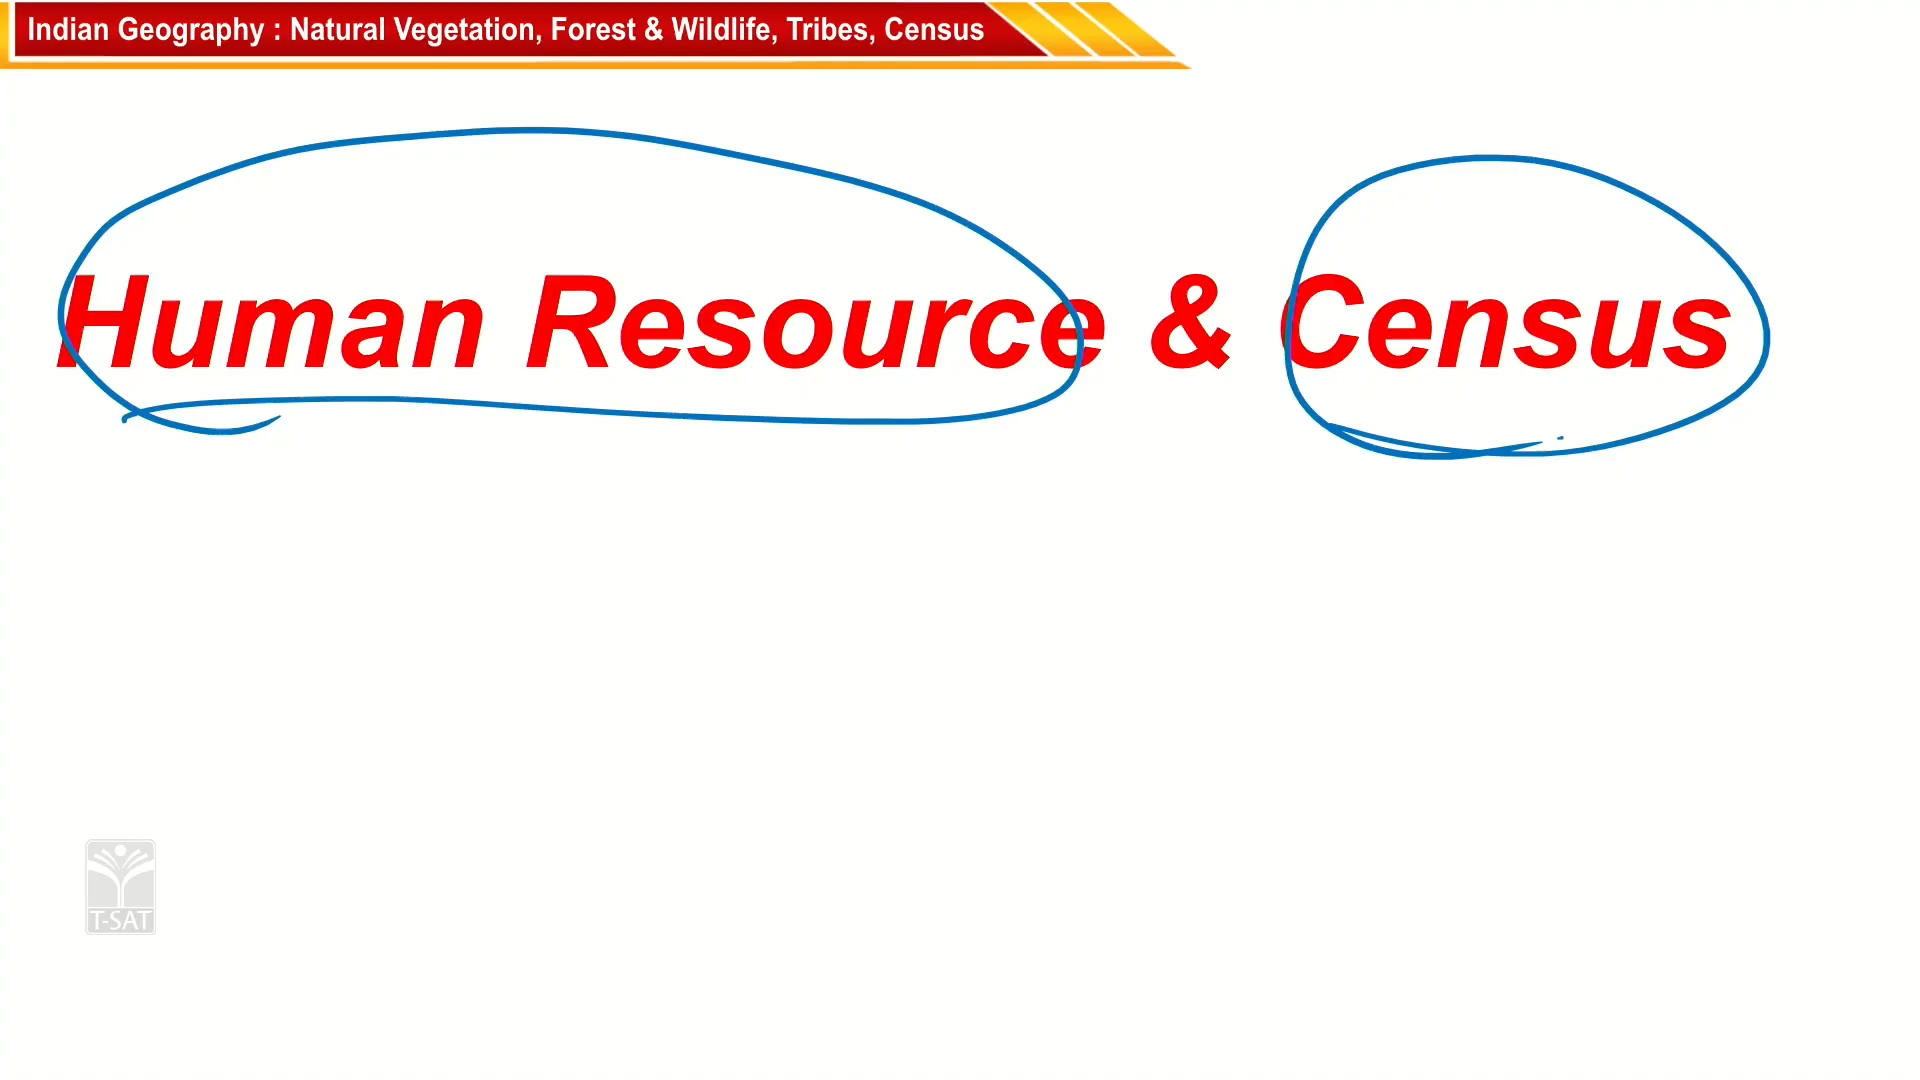 Indian Geography : Natural Vegetation, Forest & Wildlife, Tribes, Census
Human Resource & Census
T-SAT